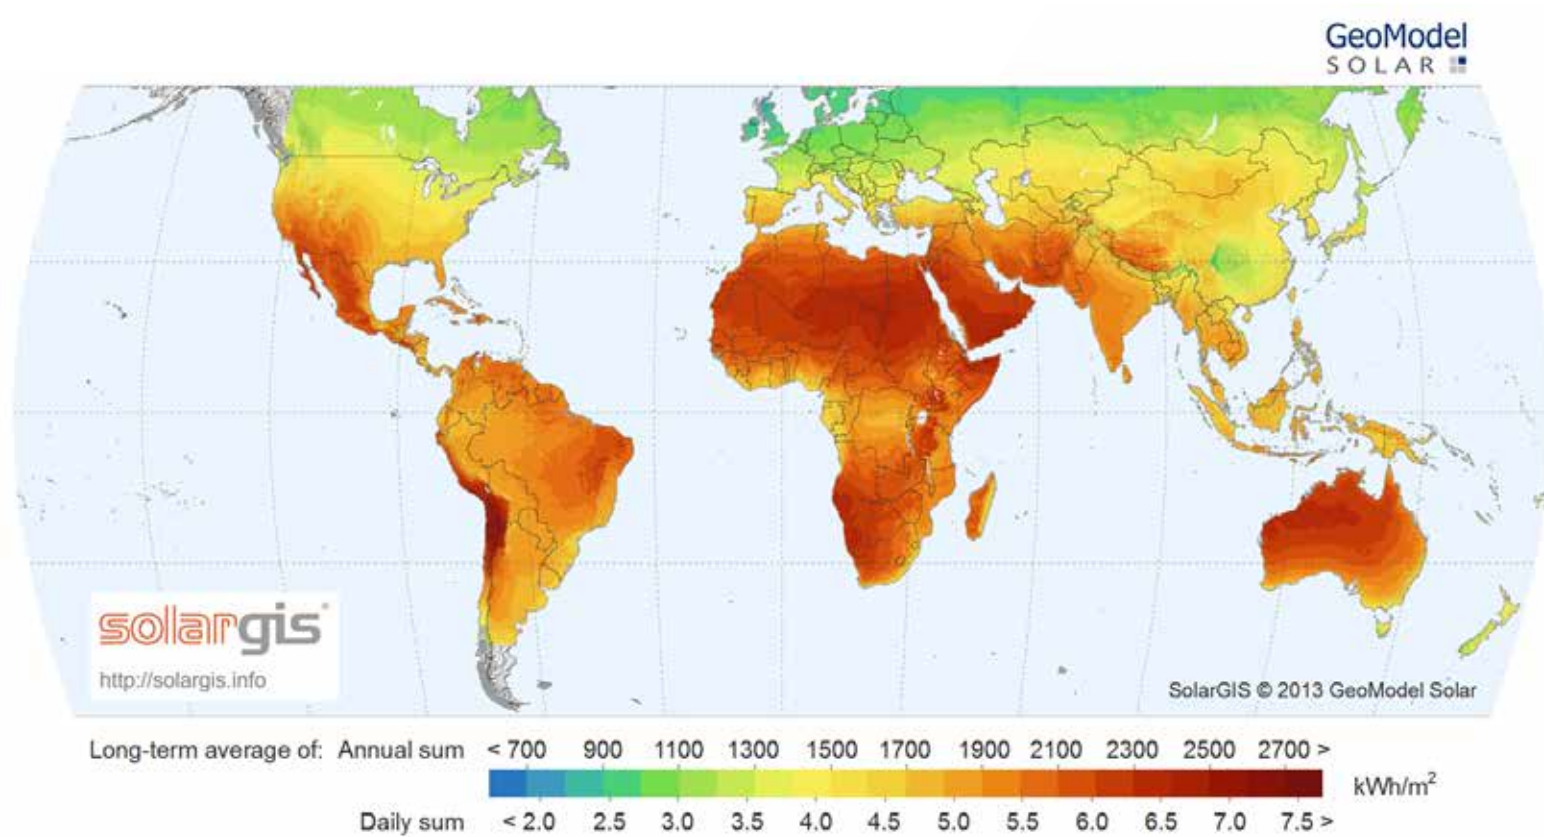 GeoModel
SOLAR
solargis
http://solargis.info
SolarGIS © 2013 GeoModel Solar
Long-term average of: Annual sum < 700 900 1100 1300 1500 1700 1900 2100 2300 2500 2700 >
kWh/m²
Daily sum < 2.0 2.5 3.0 3.5 4.0 4.5 5.0 5.5 6.0 6.5 7.0 7.5 >